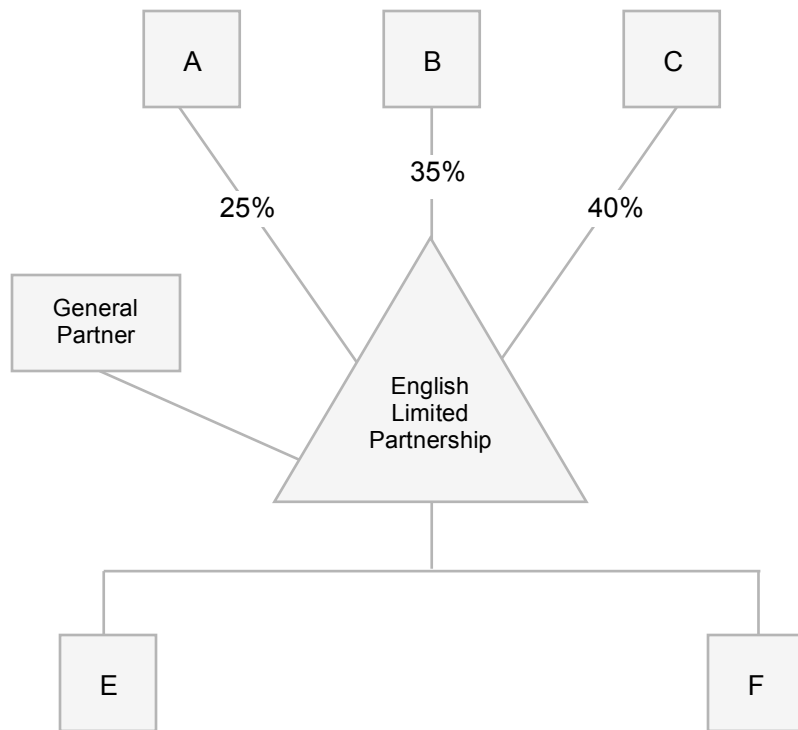 A
B
C
35%
25%
40%
General
Partner
English
Limited
Partnership
E
F